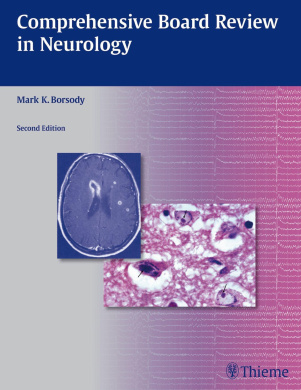 Comprehensive Board Review
in Neurology
Mark K. Borsody
Second Edition
Thieme